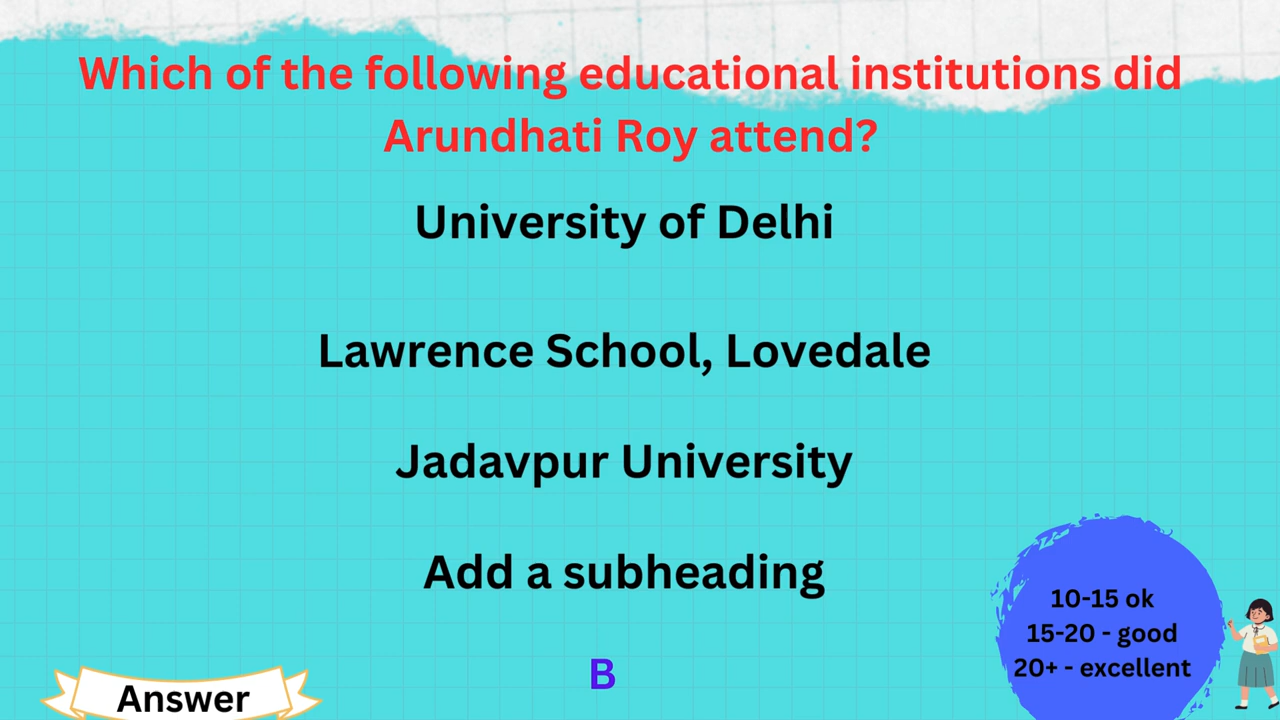 Which of the following educational institutions did
Arundhati Roy attend?
University of Delhi
Lawrence School, Lovedale
Jadavpur University
Add a subheading
10-15 ok
15-20 - good
20+ - excellent
B
Answer